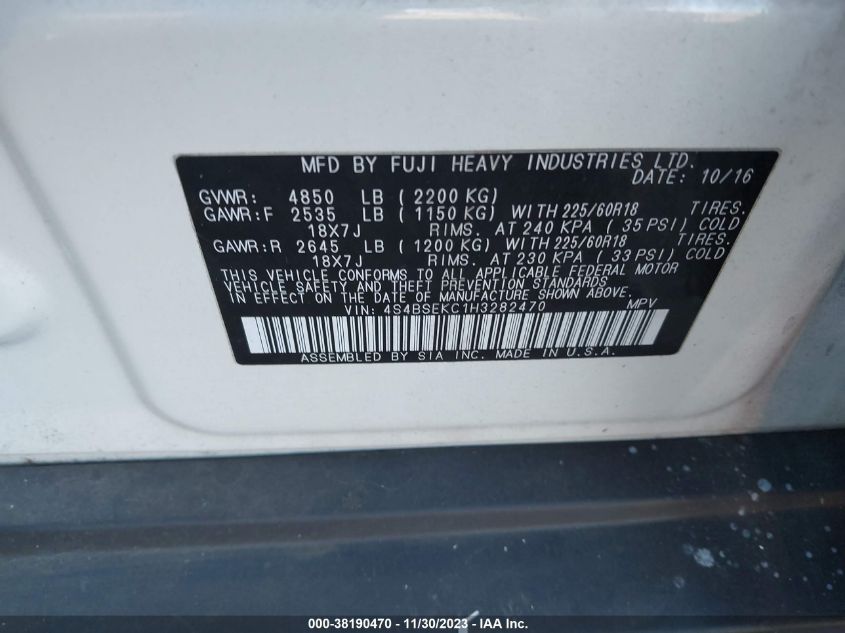 MFD BY FUJI HEAVY INDUSTRIES LTD.
DATE: 10/16
GVWR: 4850 LB ( 2200 KG)
GAWR:F 2535 LB ( 1150 KG) WITH 225/60R18 TIRES.
18X7J RIMS. AT 240 KPA ( 35 PSI) COLD
GAWR:R 2645 LB ( 1200 KG) WITH 225/60R18 TIRES.
18X7J RIMS. AT 230 KPA ( 33 PSI) COLD
THIS VEHICLE CONFORMS TO ALL APPLICABLE FEDERAL MOTOR
VEHICLE SAFETY AND THEFT PREVENTION STANDARDS
IN EFFECT ON THE DATE OF MANUFACTURE SHOWN ABOVE.
VIN: 4S4BSEKC1H3282470 MPV
ASSEMBLED BY SIA INC. MADE IN U.S.A.
000-38190470 - 11/30/2023 - IAA Inc.